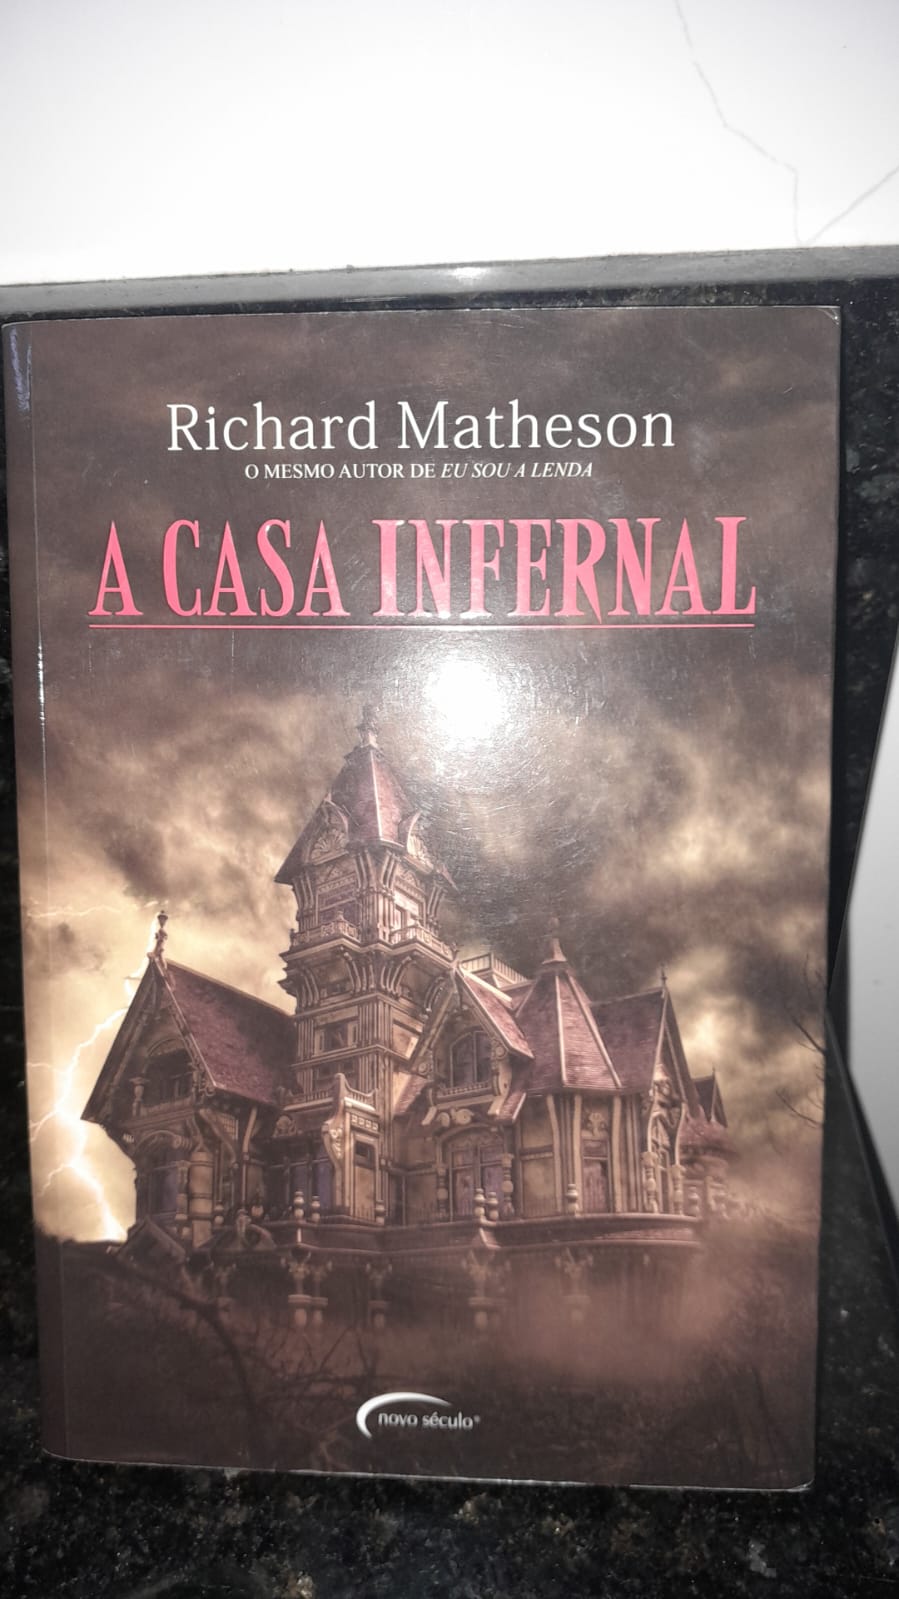 Richard Matheson
O MESMO AUTOR DE EU SOU A LENDA
A CASA INFERNAL
novo século®